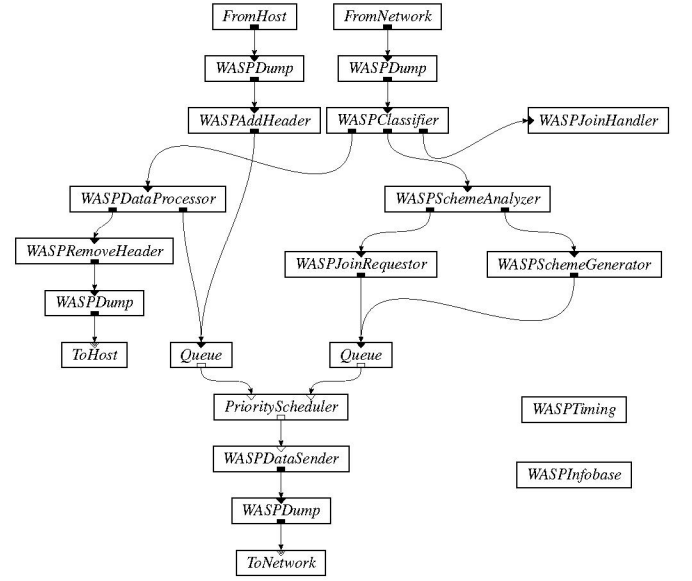 FromHost
FromNetwork
WASPDump
WASPDump
WASPAddHeader
WASPClassifier
WASPJoinHandler
WASPDataProcessor
WASPSchemeAnalyzer
WASPRemoveHeader
WASPJoinRequestor
WASPSchemeGenerator
WASPDump
ToHost
Queue
Queue
PriorityScheduler
WASPTiming
WASPDataSender
WASPInfobase
WASPDump
ToNetwork